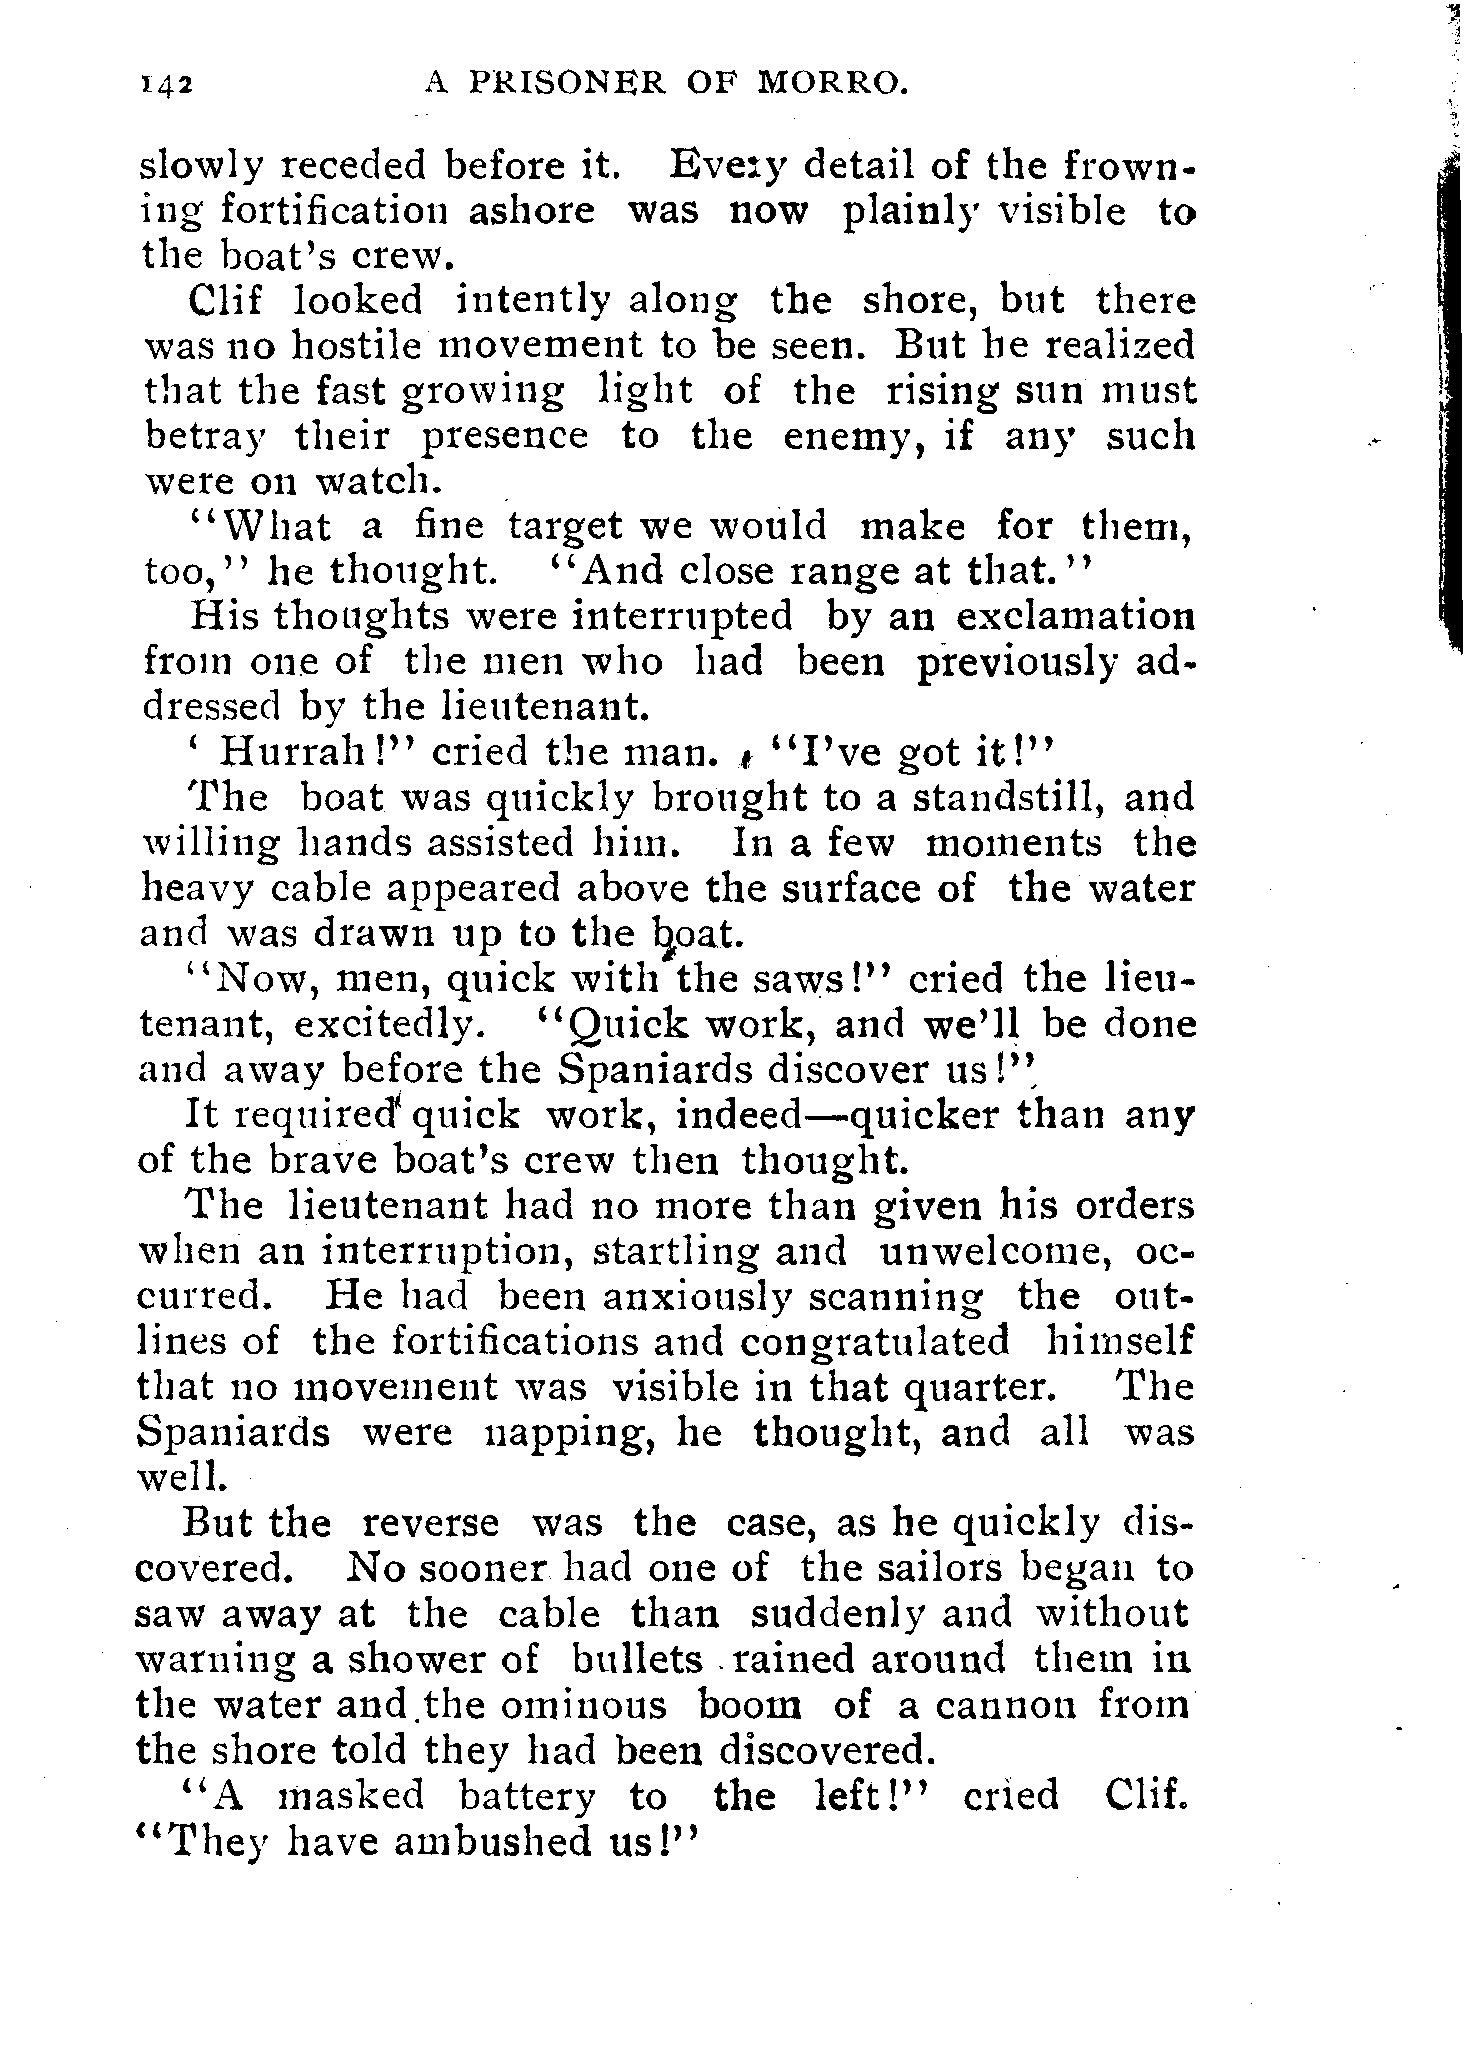 142 A PRISONER OF MORRO.
slowly receded before it. Every detail of the frown-
ing fortification ashore was now plainly visible to
the boat's crew.
Clif looked intently along the shore, but there
was no hostile movement to be seen. But he realized
that the fast growing light of the rising sun must
betray their presence to the enemy, if any such
were on watch.
"What a fine target we would make for them,
too," he thought. "And close range at that."
His thoughts were interrupted by an exclamation
from one of the men who had been previously ad-
dressed by the lieutenant.
' Hurrah!" cried the man. "I've got it!"
The boat was quickly brought to a standstill, and
willing hands assisted him. In a few moments the
heavy cable appeared above the surface of the water
and was drawn up to the boat.
"Now, men, quick with the saws!" cried the lieu-
tenant, excitedly. "Quick work, and we'll be done
and away before the Spaniards discover us!"
It required quick work, indeed—quicker than any
of the brave boat's crew then thought.
The lieutenant had no more than given his orders
when an interruption, startling and unwelcome, oc-
curred. He had been anxiously scanning the out-
lines of the fortifications and congratulated himself
that no movement was visible in that quarter. The
Spaniards were napping, he thought, and all was
well.
But the reverse was the case, as he quickly dis-
covered. No sooner had one of the sailors began to
saw away at the cable than suddenly and without
warning a shower of bullets rained around them in
the water and the ominous boom of a cannon from
the shore told they had been discovered.
"A masked battery to the left!" cried Clif.
"They have ambushed us!"